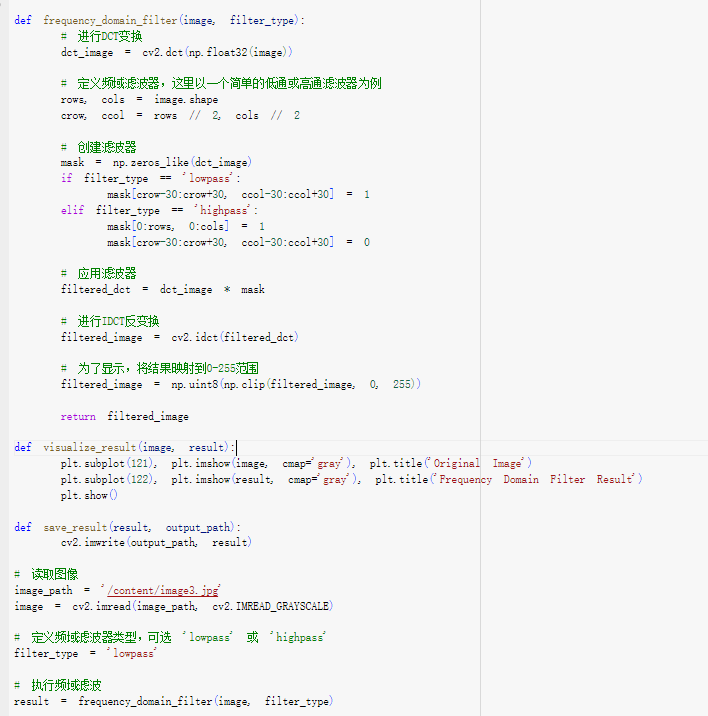 def frequency_domain_filter(image, filter_type):
# 进行DCT变换
dct_image = cv2.dct(np.float32(image))
# 定义频域滤波器，这里以一个简单的低通或高通滤波器为例
rows, cols = image.shape
crow, ccol = rows // 2, cols // 2
# 创建滤波器
mask = np.zeros_like(dct_image)
if filter_type == 'lowpass':
mask[crow-30:crow+30, ccol-30:ccol+30] = 1
elif filter_type == 'highpass':
mask[0:rows, 0:cols] = 1
mask[crow-30:crow+30, ccol-30:ccol+30] = 0
# 应用滤波器
filtered_dct = dct_image * mask
# 进行IDCT反变换
filtered_image = cv2.idct(filtered_dct)
# 为了显示，将结果映射到0-255范围
filtered_image = np.uint8(np.clip(filtered_image, 0, 255))
return filtered_image
def visualize_result(image, result):
plt.subplot(121), plt.imshow(image, cmap='gray'), plt.title('Original Image')
plt.subplot(122), plt.imshow(result, cmap='gray'), plt.title('Frequency Domain Filter Result')
plt.show()
def save_result(result, output_path):
cv2.imwrite(output_path, result)
# 读取图像
image_path = '/content/image3.jpg'
image = cv2.imread(image_path, cv2.IMREAD_GRAYSCALE)
# 定义频域滤波器类型，可选 'lowpass' 或 'highpass'
filter_type = 'lowpass'
# 执行频域滤波
result = frequency_domain_filter(image, filter_type)